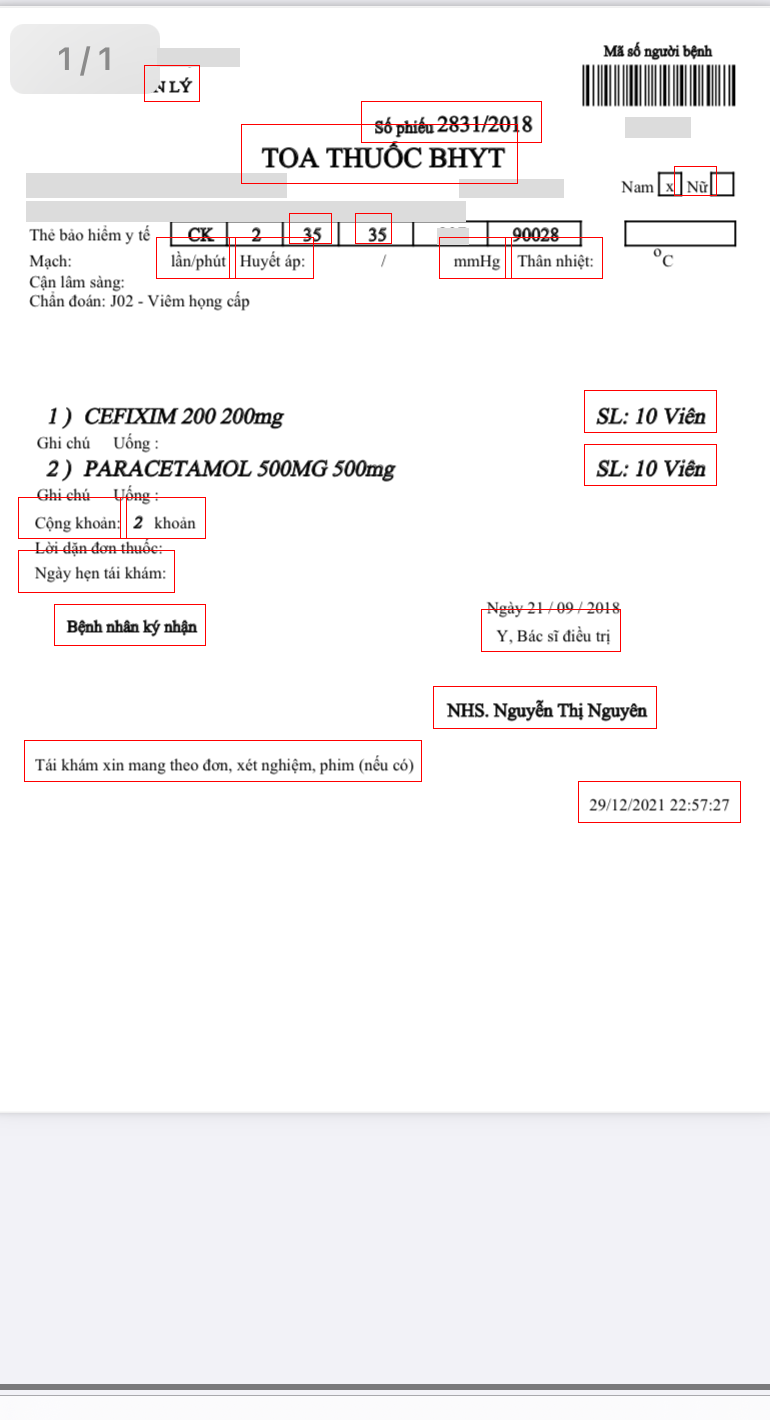 1/1
Mã số người bệnh
N LÝ
Số phiếu 2831/2018
TOA THUỐC BHYT
Nam x Nữ
Thẻ bảo hiểm y tế CK 2 35 35 90028
Mạch: lần/phút Huyết áp: / mmHg Thân nhiệt: °C
Cận lâm sàng:
Chẩn đoán: J02 - Viêm họng cấp
1 ) CEFIXIM 200 200mg SL: 10 Viên
Ghi chú Uống :
2 ) PARACETAMOL 500MG 500mg SL: 10 Viên
Ghi chú Uống :
Cộng khoản: 2 khoản
Lời dặn đơn thuốc:
Ngày hẹn tái khám:
Ngày 21 / 09 / 2018
Bệnh nhân ký nhận Y, Bác sĩ điều trị
NHS. Nguyễn Thị Nguyên
Tái khám xin mang theo đơn, xét nghiệm, phim (nếu có)
29/12/2021 22:57:27